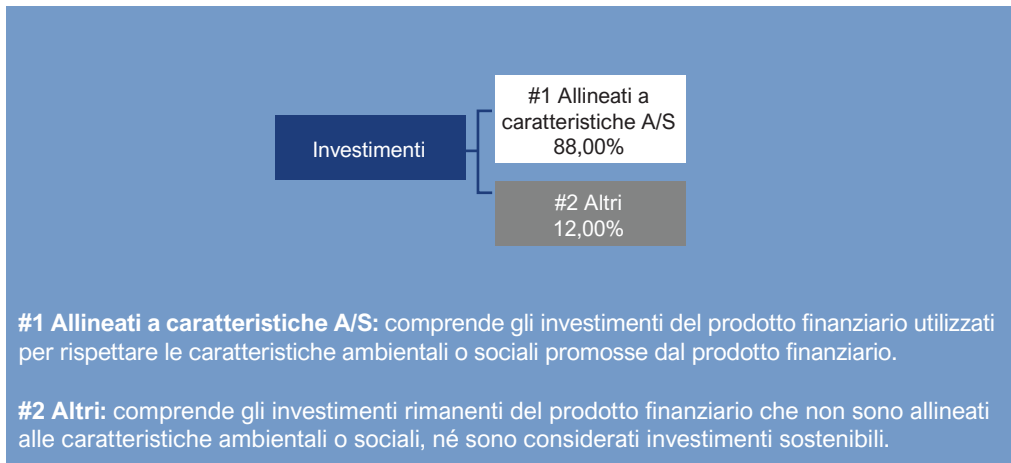 Investimenti
#1 Allineati a
caratteristiche A/S
88,00%
#2 Altri
12,00%
#1 Allineati a caratteristiche A/S: comprende gli investimenti del prodotto finanziario utilizzati
per rispettare le caratteristiche ambientali o sociali promosse dal prodotto finanziario.
#2 Altri: comprende gli investimenti rimanenti del prodotto finanziario che non sono allineati
alle caratteristiche ambientali o sociali, né sono considerati investimenti sostenibili.